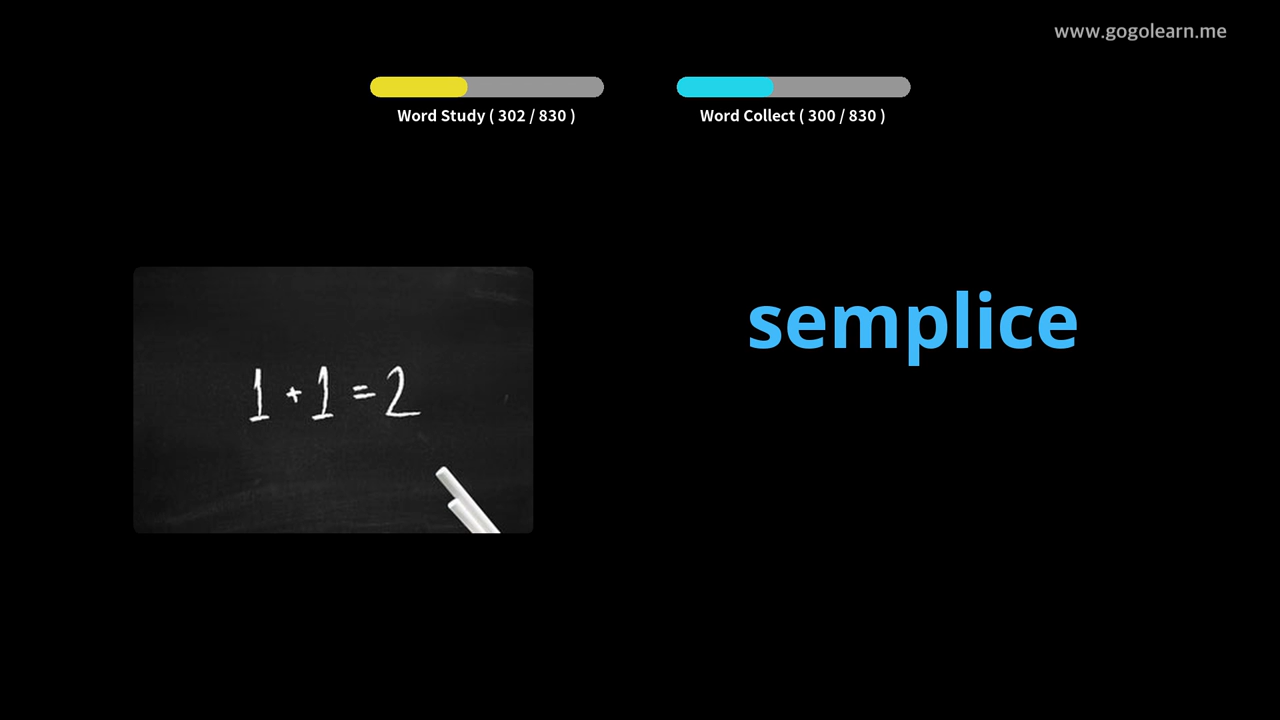 www.gogolearn.me
Word Study ( 302 / 830 )
Word Collect ( 300 / 830 )
semplice
1 + 1 = 2